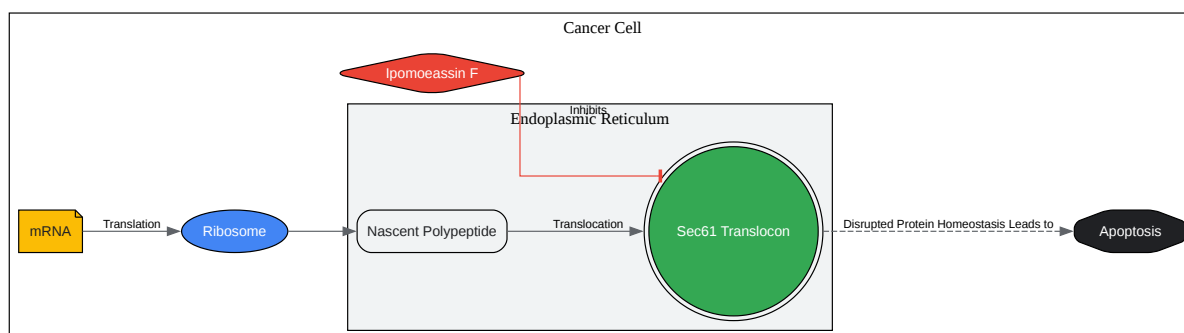 Cancer Cell
Ipomoeassin F
Inhibits
Endoplasmic Reticulum
mRNA
Translation
Ribosome
Nascent Polypeptide
Translocation
Sec61 Translocon
Disrupted Protein Homeostasis Leads to
Apoptosis